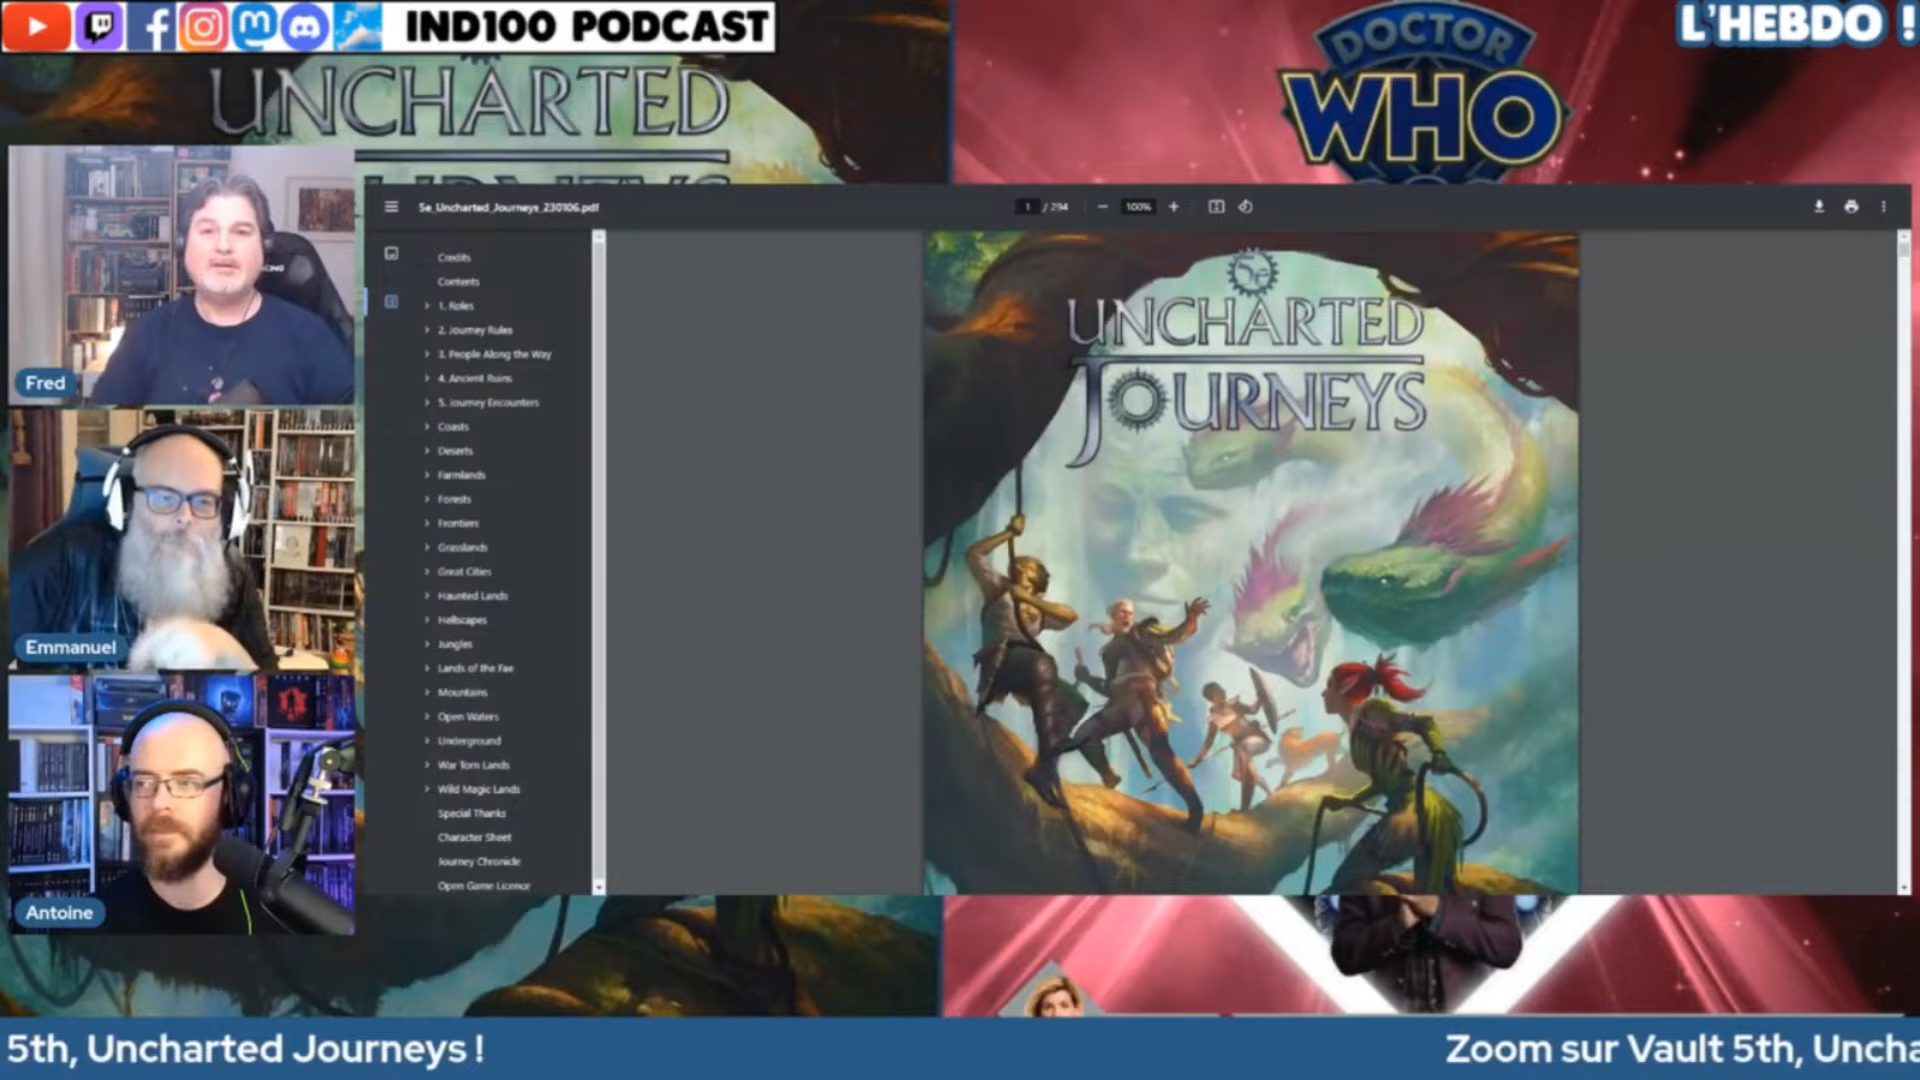 IND100 PODCAST
L'HEBDO !
UNCHARTED
DOCTOR
WHO
5e_Uncharted_Journeys_230106.pdf
1 / 294
100%
Credits
Contents
1. Roles
2. Journey Rules
3. People Along the Way
4. Ancient Ruins
5. Journey Encounters
Coasts
Deserts
Farmlands
Forests
Frontiers
Grasslands
Great Cities
Haunted Lands
Hellscapes
Jungles
Lands of the Fae
Mountains
Open Waters
Underground
War Torn Lands
Wild Magic Lands
Special Thanks
Character Sheet
Journey Chronicle
Open Game Licence
5e
UNCHARTED
JOURNEYS
Fred
Emmanuel
Antoine
5th, Uncharted Journeys !
Zoom sur Vault 5th, Uncha